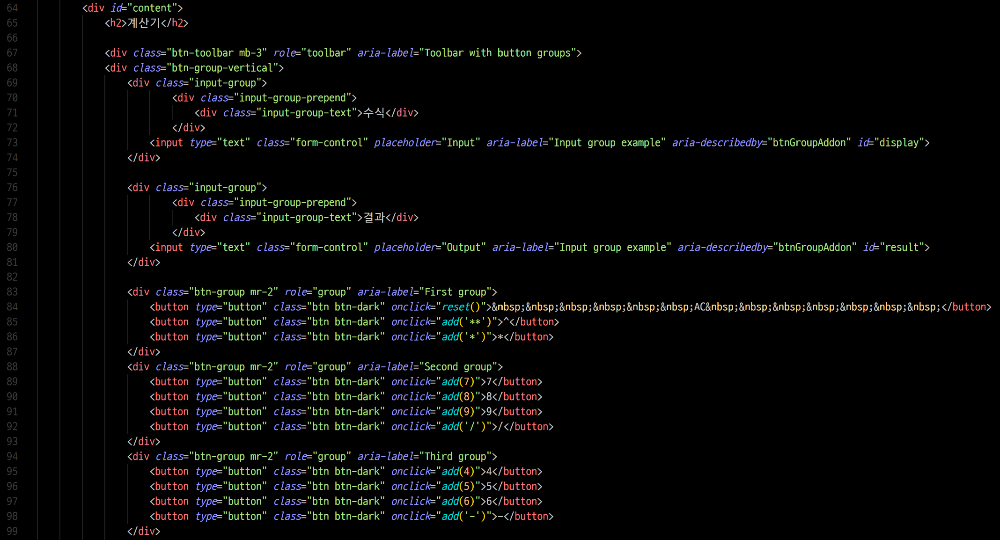 64 <div id="content">
65 <h2>계산기</h2>
66
67 <div class="btn-toolbar mb-3" role="toolbar" aria-label="Toolbar with button groups">
68 <div class="btn-group-vertical">
69 <div class="input-group">
70 <div class="input-group-prepend">
71 <div class="input-group-text">수식</div>
72 </div>
73 <input type="text" class="form-control" placeholder="Input" aria-label="Input group example" aria-describedby="btnGroupAddon" id="display">
74 </div>
75
76 <div class="input-group">
77 <div class="input-group-prepend">
78 <div class="input-group-text">결과</div>
79 </div>
80 <input type="text" class="form-control" placeholder="Output" aria-label="Input group example" aria-describedby="btnGroupAddon" id="result">
81 </div>
82
83 <div class="btn-group mr-2" role="group" aria-label="First group">
84 <button type="button" class="btn btn-dark" onclick="reset()">&nbsp;&nbsp;&nbsp;&nbsp;&nbsp;&nbsp;AC&nbsp;&nbsp;&nbsp;&nbsp;&nbsp;&nbsp;&nbsp;</button>
85 <button type="button" class="btn btn-dark" onclick="add('**')">^</button>
86 <button type="button" class="btn btn-dark" onclick="add('*')">*</button>
87 </div>
88 <div class="btn-group mr-2" role="group" aria-label="Second group">
89 <button type="button" class="btn btn-dark" onclick="add(7)">7</button>
90 <button type="button" class="btn btn-dark" onclick="add(8)">8</button>
91 <button type="button" class="btn btn-dark" onclick="add(9)">9</button>
92 <button type="button" class="btn btn-dark" onclick="add('/')">/</button>
93 </div>
94 <div class="btn-group mr-2" role="group" aria-label="Third group">
95 <button type="button" class="btn btn-dark" onclick="add(4)">4</button>
96 <button type="button" class="btn btn-dark" onclick="add(5)">5</button>
97 <button type="button" class="btn btn-dark" onclick="add(6)">6</button>
98 <button type="button" class="btn btn-dark" onclick="add('-')">-</button>
99 </div>